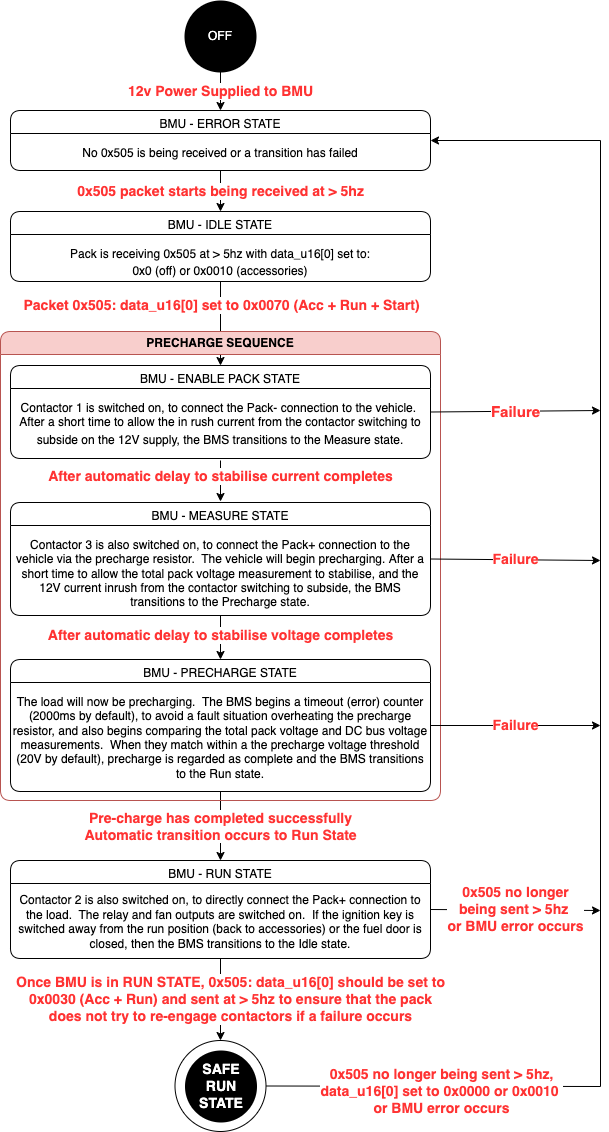 OFF
12v Power Supplied to BMU
BMU - ERROR STATE
No 0x505 is being received or a transition has failed
0x505 packet starts being received at > 5hz
BMU - IDLE STATE
Pack is receiving 0x505 at > 5hz with data_u16[0] set to:
0x0 (off) or 0x0010 (accessories)
Packet 0x505: data_u16[0] set to 0x0070 (Acc + Run + Start)
PRECHARGE SEQUENCE
BMU - ENABLE PACK STATE
Contactor 1 is switched on, to connect the Pack- connection to the vehicle.
After a short time to allow the in rush current from the contactor switching to
subside on the 12V supply, the BMS transitions to the Measure state.
Failure
After automatic delay to stabilise current completes
BMU - MEASURE STATE
Contactor 3 is also switched on, to connect the Pack+ connection to the
vehicle via the precharge resistor. The vehicle will begin precharging. After a
short time to allow the total pack voltage measurement to stabilise, and the
12V current inrush from the contactor switching to subside, the BMS
transitions to the Precharge state.
Failure
After automatic delay to stabilise voltage completes
BMU - PRECHARGE STATE
The load will now be precharging. The BMS begins a timeout (error) counter
(2000ms by default), to avoid a fault situation overheating the precharge
resistor, and also begins comparing the total pack voltage and DC bus voltage
measurements. When they match within a the precharge voltage threshold
(20V by default), precharge is regarded as complete and the BMS transitions
to the Run state.
Failure
Pre-charge has completed successfully
Automatic transition occurs to Run State
BMU - RUN STATE
Contactor 2 is also switched on, to directly connect the Pack+ connection to
the load. The relay and fan outputs are switched on. If the ignition key is
switched away from the run position (back to accessories) or the fuel door is
closed, then the BMS transitions to the Idle state.
0x505 no longer
being sent > 5hz
or BMU error occurs
Once BMU is in RUN STATE, 0x505: data_u16[0] should be set to
0x0030 (Acc + Run) and sent at > 5hz to ensure that the pack
does not try to re-engage contactors if a failure occurs
SAFE
RUN
STATE
0x505 no longer being sent > 5hz,
data_u16[0] set to 0x0000 or 0x0010
or BMU error occurs